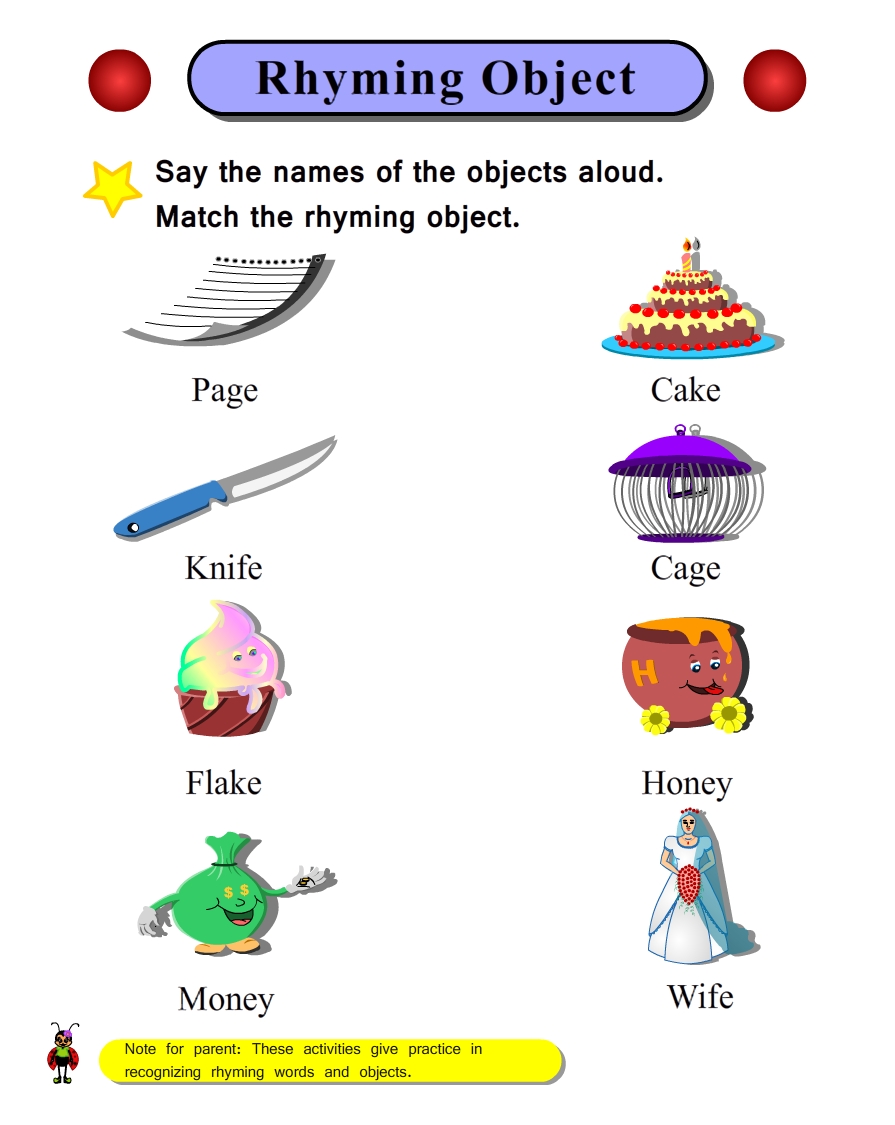 Rhyming Object
Say the names of the objects aloud.
Match the rhyming object.
Page
Cake
Knife
Cage
Flake
H
Honey
$ $
Money
Wife
Note for parent: These activities give practice in
recognizing rhyming words and objects.